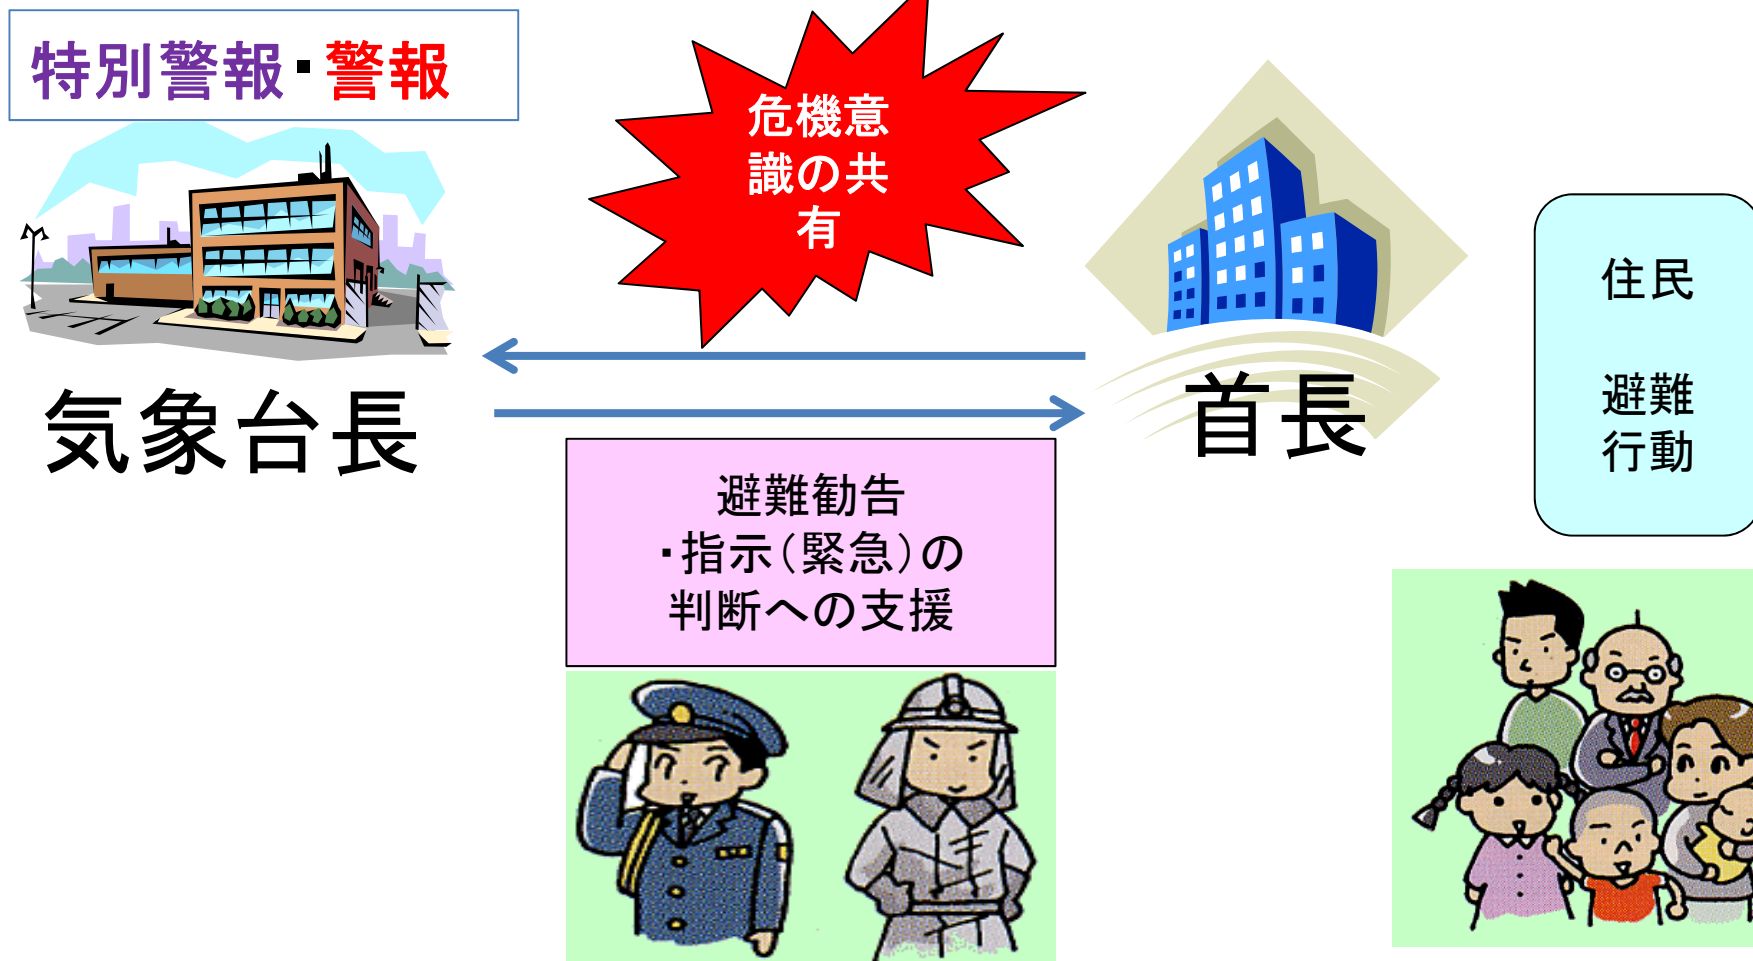 特別警報・警報
危機意
識の共
有
気象台長
首長
避難勧告
・指示(緊急)の
判断への支援
住民
避難
行動